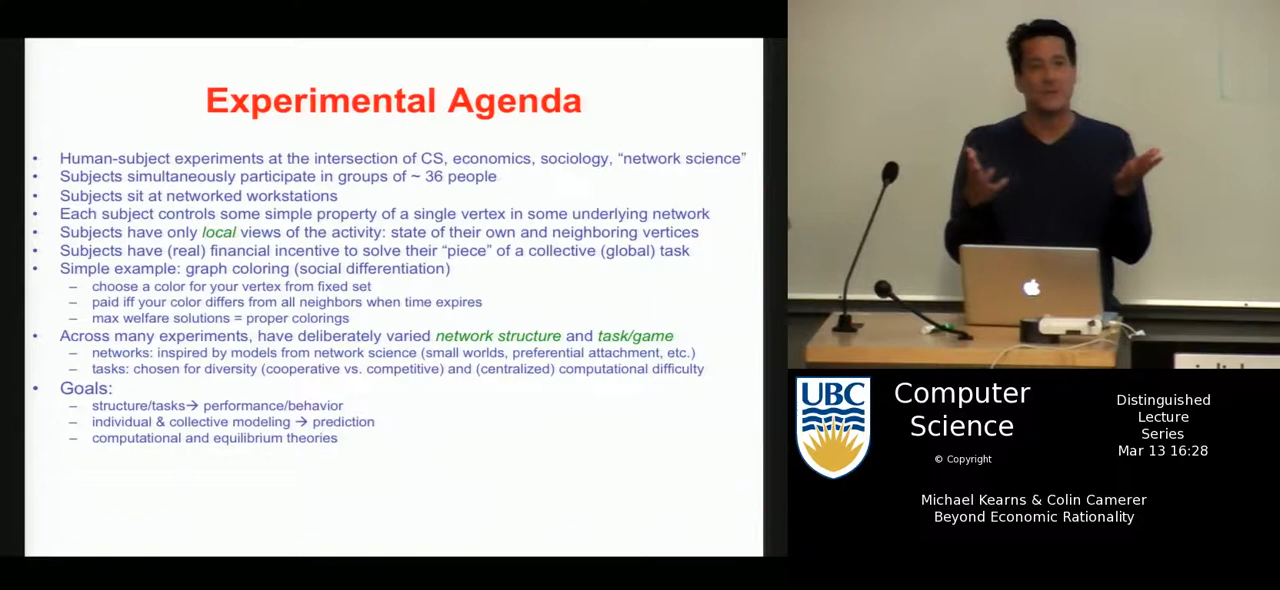 Experimental Agenda
• Human-subject experiments at the intersection of CS, economics, sociology, “network science”
• Subjects simultaneously participate in groups of ~ 36 people
• Subjects sit at networked workstations
• Each subject controls some simple property of a single vertex in some underlying network
• Subjects have only local views of the activity: state of their own and neighboring vertices
• Subjects have (real) financial incentive to solve their “piece” of a collective (global) task
• Simple example: graph coloring (social differentiation)
– choose a color for your vertex from fixed set
– paid iff your color differs from all neighbors when time expires
– max welfare solutions = proper colorings
• Across many experiments, have deliberately varied network structure and task/game
– networks: inspired by models from network science (small worlds, preferential attachment, etc.)
– tasks: chosen for diversity (cooperative vs. competitive) and (centralized) computational difficulty
• Goals:
– structure/tasks→ performance/behavior
– individual & collective modeling → prediction
– computational and equilibrium theories
UBC
Computer
Science
© Copyright
Distinguished
Lecture
Series
Mar 13 16:28
Michael Kearns & Colin Camerer
Beyond Economic Rationality